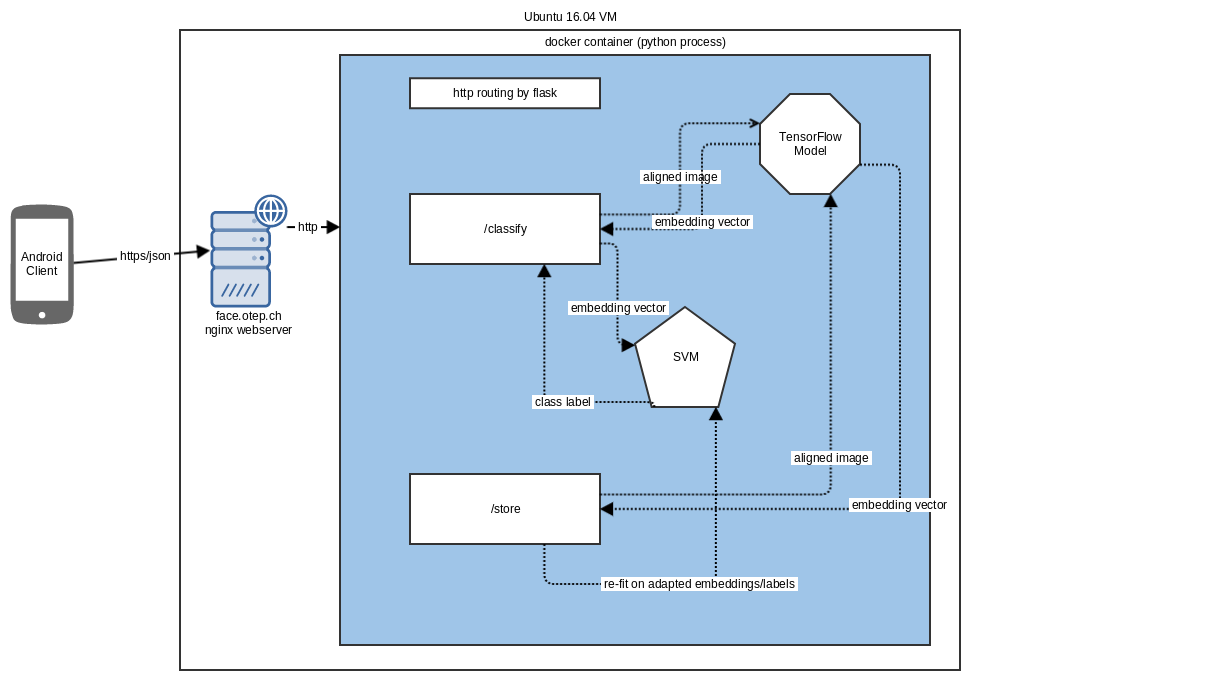 Ubuntu 16.04 VM
docker container (python process)
http routing by flask
TensorFlow
Model
aligned image
embedding vector
/classify
http
https/json
Android
Client
face.otep.ch
nginx webserver
embedding vector
SVM
class label
aligned image
embedding vector
/store
re-fit on adapted embeddings/labels